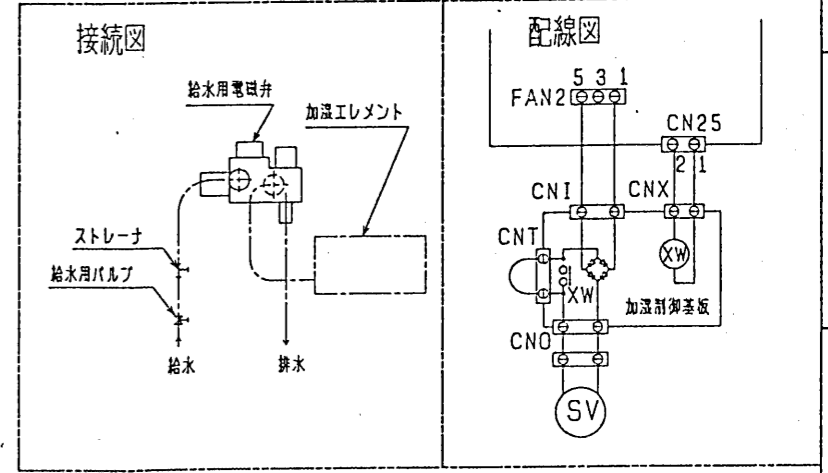 接続図
給水用電磁弁
加湿エレメント
ストレーナ
給水用バルブ
給水
排水
配線図
5 3 1
FAN2
CN25
2 1
CNI
CNX
CNT
XW
XW
加湿制御基板
CNO
SV